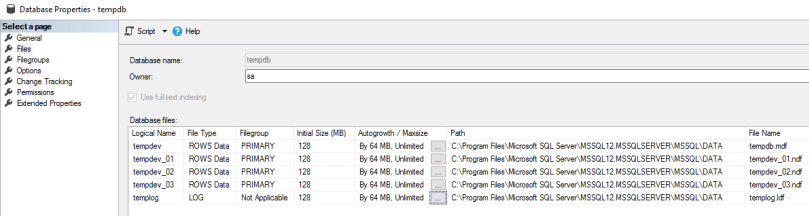 Database Properties - tempdb
Select a page
General
Files
Filegroups
Options
Change Tracking
Permissions
Extended Properties
Script Help
Database name: tempdb
Owner: sa
Use full-text indexing
Database files:
Logical Name File Type Filegroup Initial Size (MB) Autogrowth / Maxsize Path File Name
tempdev ROWS Data PRIMARY 128 By 64 MB, Unlimited ... C:\Program Files\Microsoft SQL Server\MSSQL12.MSSQLSERVER\MSSQL\DATA tempdb.mdf
tempdev_01 ROWS Data PRIMARY 128 By 64 MB, Unlimited ... C:\Program Files\Microsoft SQL Server\MSSQL12.MSSQLSERVER\MSSQL\DATA tempdev_01.ndf
tempdev_02 ROWS Data PRIMARY 128 By 64 MB, Unlimited ... C:\Program Files\Microsoft SQL Server\MSSQL12.MSSQLSERVER\MSSQL\DATA tempdev_02.ndf
tempdev_03 ROWS Data PRIMARY 128 By 64 MB, Unlimited ... C:\Program Files\Microsoft SQL Server\MSSQL12.MSSQLSERVER\MSSQL\DATA tempdev_03.ndf
templog LOG Not Applicable 128 By 64 MB, Unlimited ... C:\Program Files\Microsoft SQL Server\MSSQL12.MSSQLSERVER\MSSQL\DATA templog.ldf